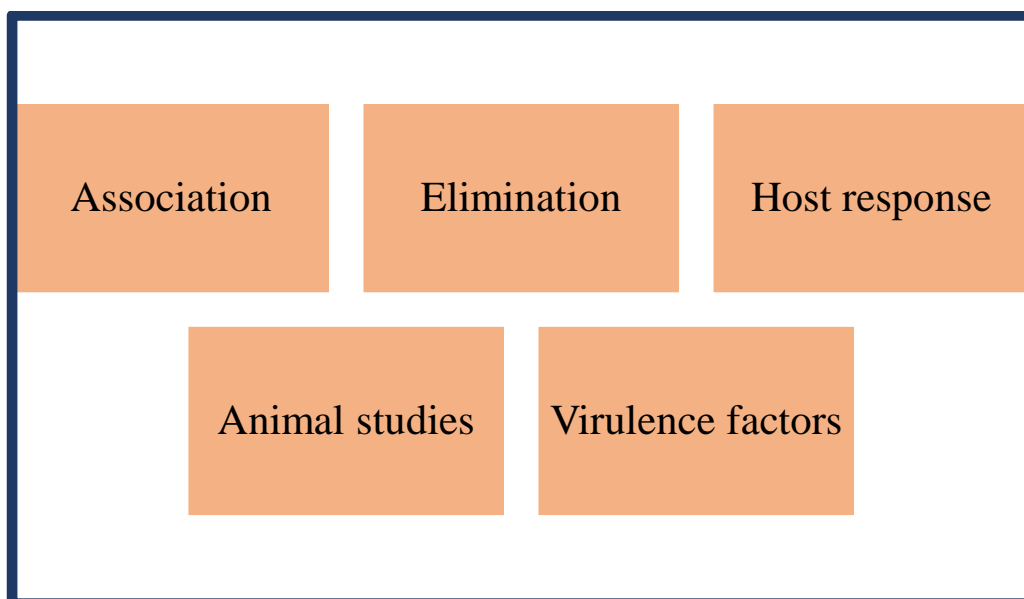 Association
Elimination
Host response
Animal studies
Virulence factors